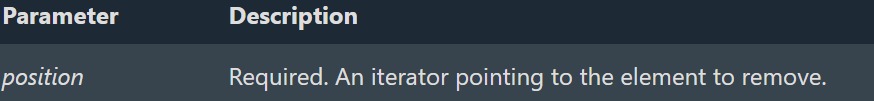 Parameter Description
position Required. An iterator pointing to the element to remove.